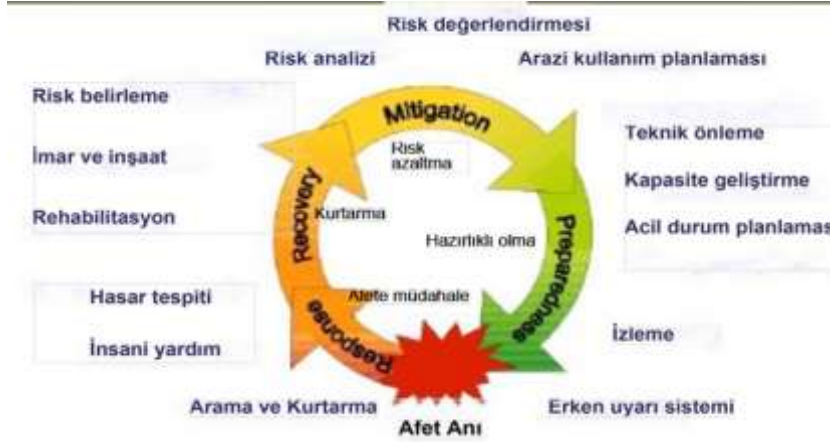 Risk değerlendirmesi
Risk analizi
Arazi kullanım planlaması
Risk belirleme
Mitigation
Teknik önleme
Risk
azaltma
İmar ve inşaat
Kapasite geliştirme
Recovery
Kurtarma
Rehabilitasyon
Hazırlıklı olma
Preparedness
Acil durum planlamas
Hasar tespiti
Afete müdahale
Response
İnsani yardım
İzleme
Arama ve Kurtarma
Erken uyarı sistemi
Afet Anı